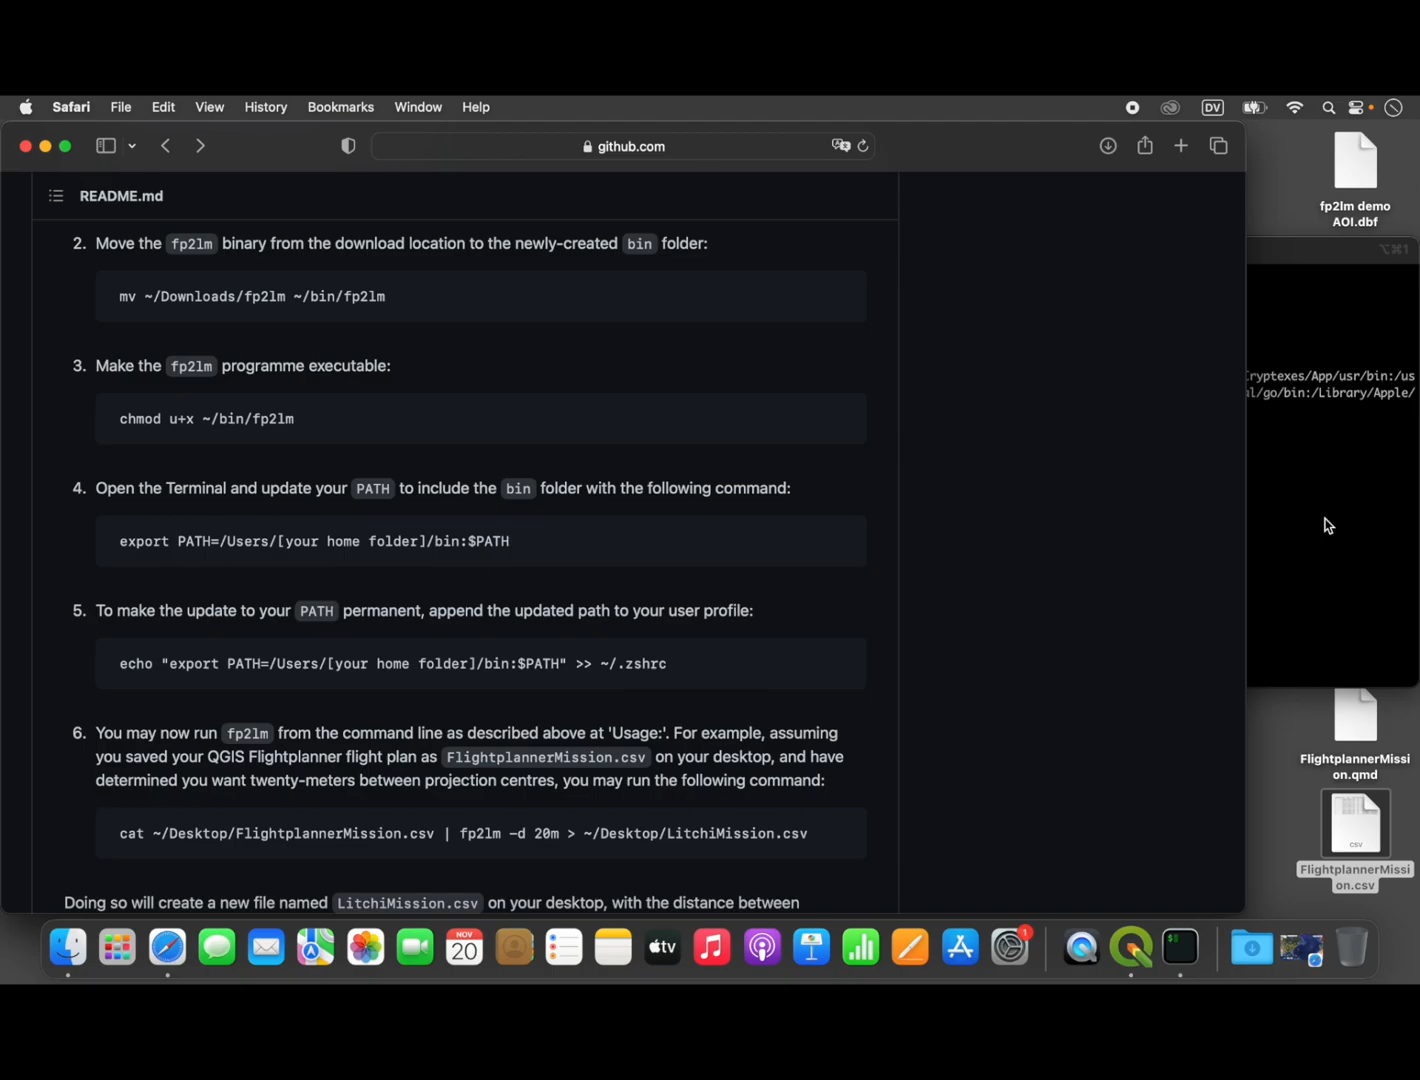 Safari File Edit View History Bookmarks Window Help
DV
github.com
README.md
2. Move the fp2lm binary from the download location to the newly-created bin folder:
mv ~/Downloads/fp2lm ~/bin/fp2lm
3. Make the fp2lm programme executable:
chmod u+x ~/bin/fp2lm
4. Open the Terminal and update your PATH to include the bin folder with the following command:
export PATH=/Users/[your home folder]/bin:$PATH
5. To make the update to your PATH permanent, append the updated path to your user profile:
echo "export PATH=/Users/[your home folder]/bin:$PATH" >> ~/.zshrc
6. You may now run fp2lm from the command line as described above at 'Usage:'. For example, assuming
you saved your QGIS Flightplanner flight plan as FlightplannerMission.csv on your desktop, and have
determined you want twenty-meters between projection centres, you may run the following command:
cat ~/Desktop/FlightplannerMission.csv | fp2lm -d 20m > ~/Desktop/LitchiMission.csv
Doing so will create a new file named LitchiMission.csv on your desktop, with the distance between
fp2lm demo
AOI.dbf
⌥⌘1
ryptexes/App/usr/bin:/us
al/go/bin:/Library/Apple/
FlightplannerMissi
on.qmd
CSV
FlightplannerMissi
on.csv
NOV
20
tv
1
$